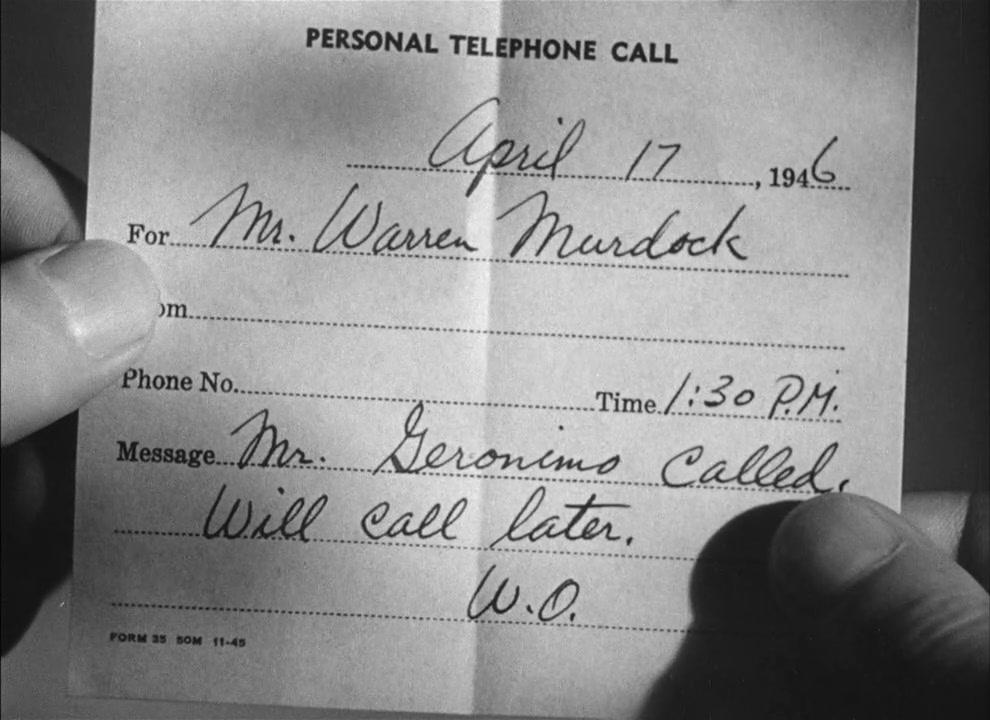 PERSONAL TELEPHONE CALL
April 17, 1946
For Mr. Warren Murdock
om
Phone No. Time 1:30 P.M.
Message Mr. Geronimo called.
Will call later.
W.O.
FORM 35 50M 11-45